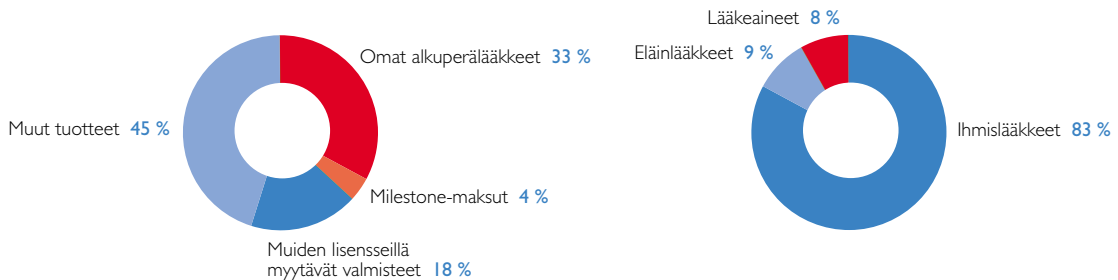 Omat alkuperälääkkeet 33 %
Muut tuotteet 45 %
Milestone-maksut 4 %
Muiden lisensseillä
myytävät valmisteet 18 %
Lääkeaineet 8 %
Eläinlääkkeet 9 %
Ihmislääkkeet 83 %